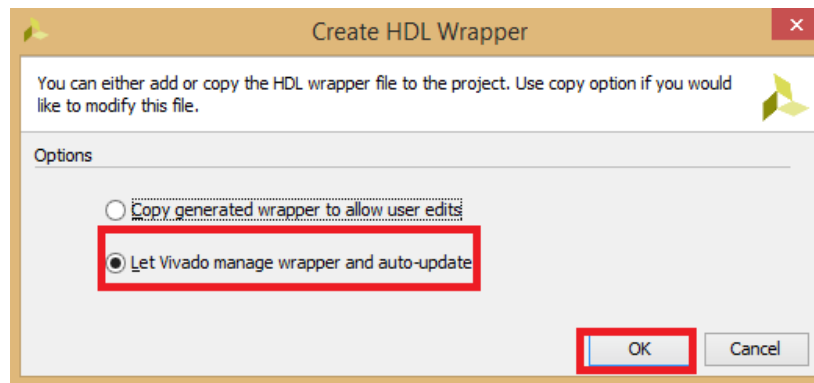 Create HDL Wrapper
You can either add or copy the HDL wrapper file to the project. Use copy option if you would
like to modify this file.
Options
Copy generated wrapper to allow user edits
Let Vivado manage wrapper and auto-update
OK
Cancel